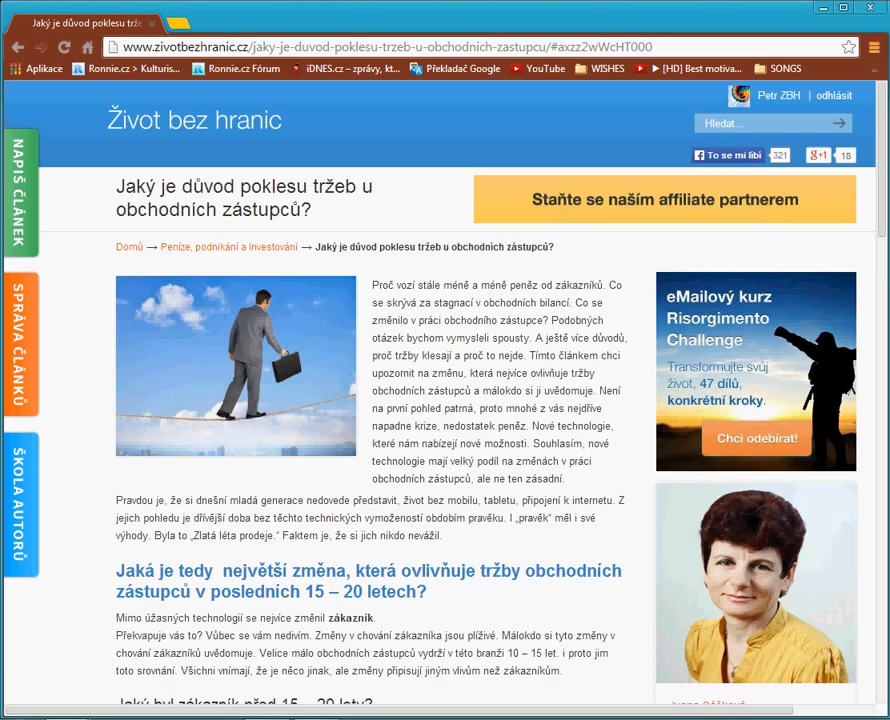 Jaký je důvod poklesu trže
www.zivotbezhranic.cz/jaky-je-duvod-poklesu-trzeb-u-obchodnich-zastupcu/#axzz2wWcHT000
Aplikace Ronnie.cz > Kulturis... Ronnie.cz Fórum iDNES.cz – zprávy, kt... Překladač Google YouTube WISHES ► [HD] Best motiva... SONGS
Petr ZBH | odhlásit
Život bez hranic
Hledat...
To se mi líbí 321 g+1 18
NAPIŠ ČLÁNEK
SPRÁVA ČLÁNKŮ
ŠKOLA AUTORŮ
Jaký je důvod poklesu tržeb u
obchodních zástupců?
Staňte se naším affiliate partnerem
Domů → Peníze, podnikání a investování → Jaký je důvod poklesu tržeb u obchodních zástupců?
Proč vozí stále méně a méně peněz od zákazníků. Co
se skrývá za stagnací v obchodních bilancí. Co se
změnilo v práci obchodního zástupce? Podobných
otázek bychom vymysleli spousty. A ještě více důvodů,
proč tržby klesají a proč to nejde. Tímto článkem chci
upozornit na změnu, která nejvíce ovlivňuje tržby
obchodních zástupců a málokdo si ji uvědomuje. Není
na první pohled patrná, proto mnohé z vás nejdříve
napadne krize, nedostatek peněz. Nové technologie,
které nám nabízejí nové možnosti. Souhlasím, nové
technologie mají velký podíl na změnách v práci
obchodních zástupců, ale ne ten zásadní.
Pravdou je, že si dnešní mladá generace nedovede představit, život bez mobilu, tabletu, připojení k internetu. Z
jejich pohledu je dřívější doba bez těchto technických vymožeností obdobím pravěku. I „pravěk“ měl i své
výhody. Byla to „Zlatá léta prodeje.“ Faktem je, že si jich nikdo nevážil.
Jaká je tedy největší změna, která ovlivňuje tržby obchodních
zástupců v posledních 15 – 20 letech?
Mimo úžasných technologií se nejvíce změnil zákazník.
Překvapuje vás to? Vůbec se vám nedivím. Změny v chování zákazníka jsou plíživé. Málokdo si tyto změny v
chování zákazníků uvědomuje. Velice málo obchodních zástupců vydrží v této branži 10 – 15 let. i proto jim
toto srovnání. Všichni vnímají, že je něco jinak, ale změny připisují jiným vlivům než zákazníkům.
Jaký byl zákazník před 15 – 20 lety?
eMailový kurz
Risorgimento
Challenge
Transformujte svůj
život, 47 dílů,
konkrétní kroky.
Chci odebírat!